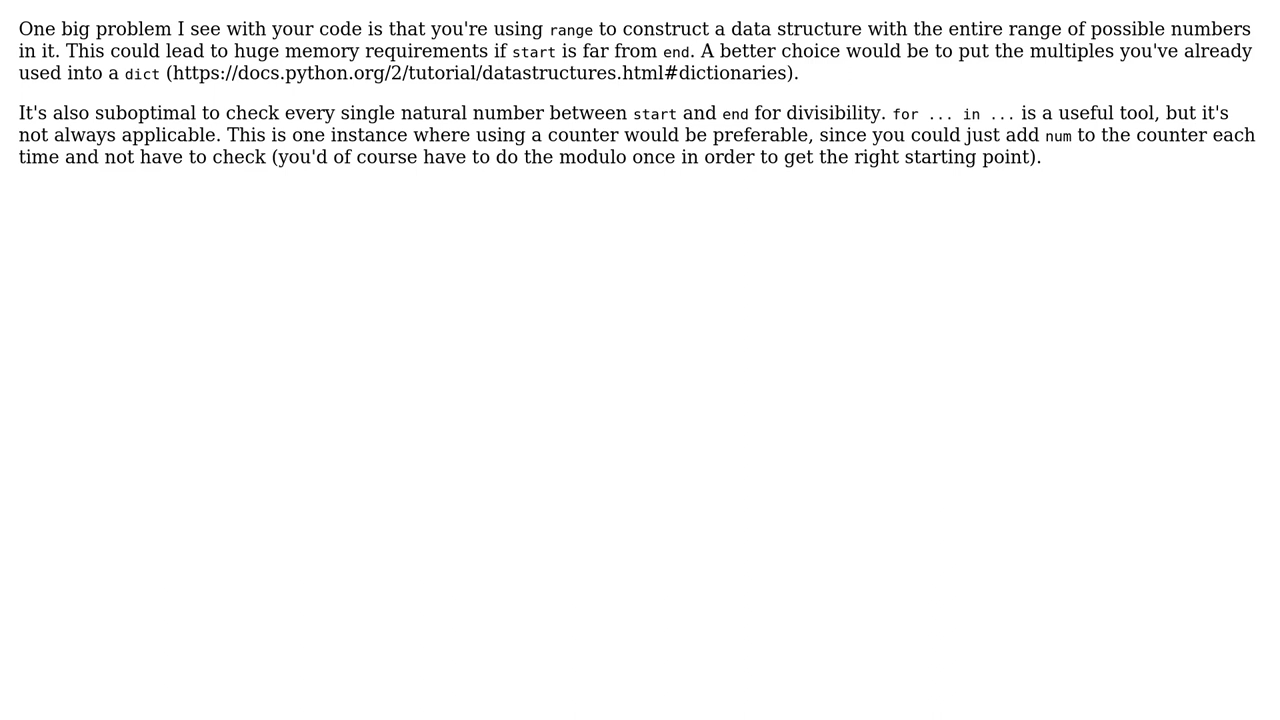 One big problem I see with your code is that you're using range to construct a data structure with the entire range of possible numbers
in it. This could lead to huge memory requirements if start is far from end. A better choice would be to put the multiples you've already
used into a dict (https://docs.python.org/2/tutorial/datastructures.html#dictionaries).
It's also suboptimal to check every single natural number between start and end for divisibility. for ... in ... is a useful tool, but it's
not always applicable. This is one instance where using a counter would be preferable, since you could just add num to the counter each
time and not have to check (you'd of course have to do the modulo once in order to get the right starting point).